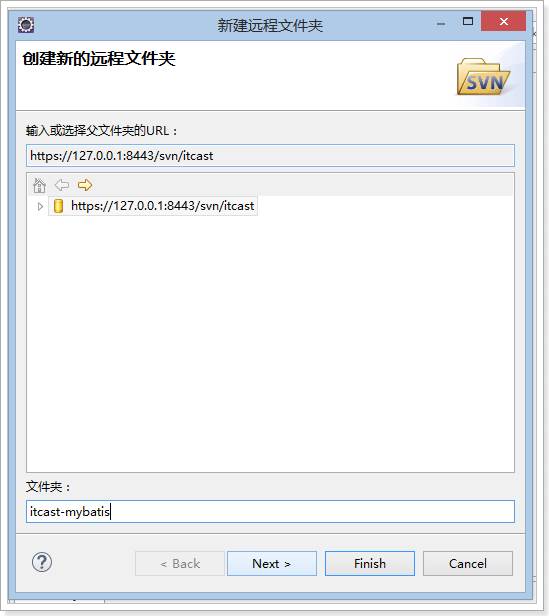 新建远程文件夹
创建新的远程文件夹
SVN
输入或选择父文件夹的URL：
https://127.0.0.1:8443/svn/itcast
https://127.0.0.1:8443/svn/itcast
文件夹：
itcast-mybatis
?
< Back
Next >
Finish
Cancel